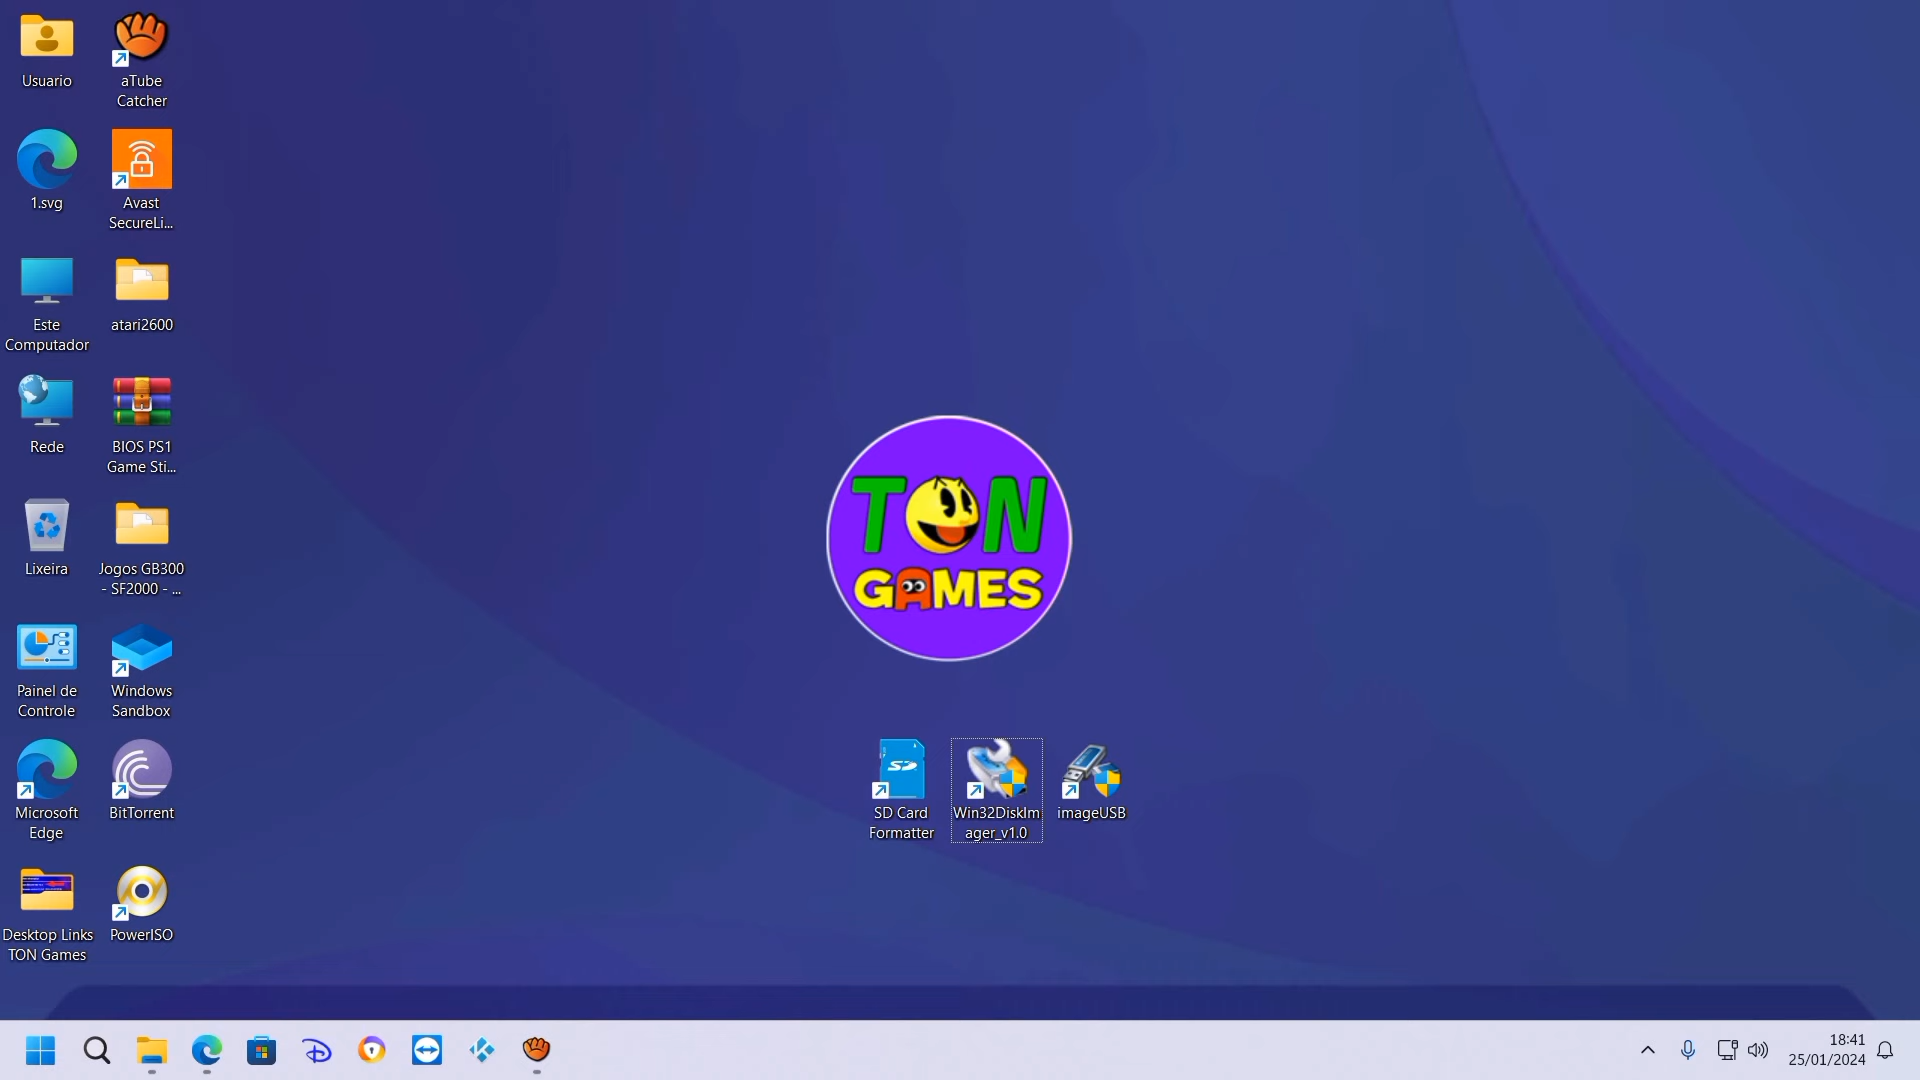 Usuario
aTube
Catcher
1.svg
Avast
SecureLi...
Este
Computador
atari2600
Rede
BIOS PS1
Game Sti...
Lixeira
Jogos GB300
- SF2000 - ...
Painel de
Controle
Windows
Sandbox
Microsoft
Edge
BitTorrent
Desktop Links
TON Games
PowerISO
TON
GAMES
SD
SD Card
Formatter
Win32DiskIm
ager_v1.0
imageUSB
18:41
25/01/2024